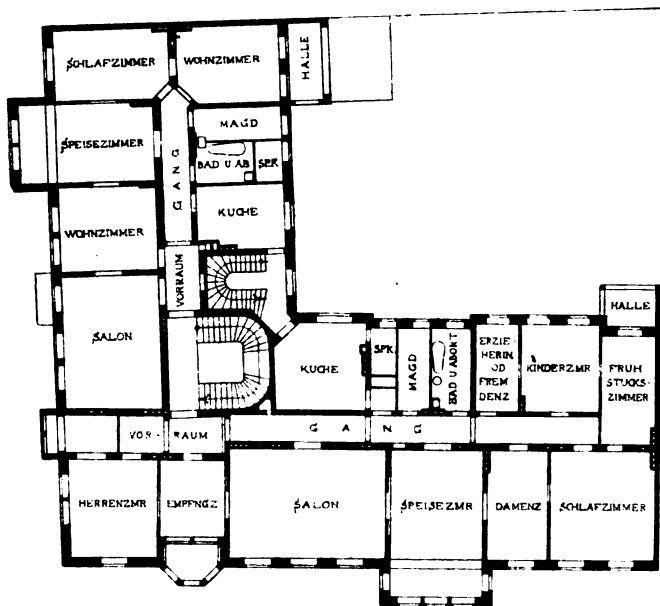 SCHLAFZIMMER
WOHNZIMMER
HALLE
MAGD
SPEISEZIMMER
BAD U AB
SPK
GANG
KUCHE
WOHNZIMMER
VORRAUM
SALON
HALLE
KUCHE
SPK
MAGD
BAD U ABORT
ERZIE-
HERIN
OD
FREM
DENZ
KINDERZMR
FRUH
STUCKS-
ZIMMER
VOR-RAUM
GANG
HERRENZMR
EMPFNGZ
SALON
SPEISEZMR
DAMENZ
SCHLAFZIMMER